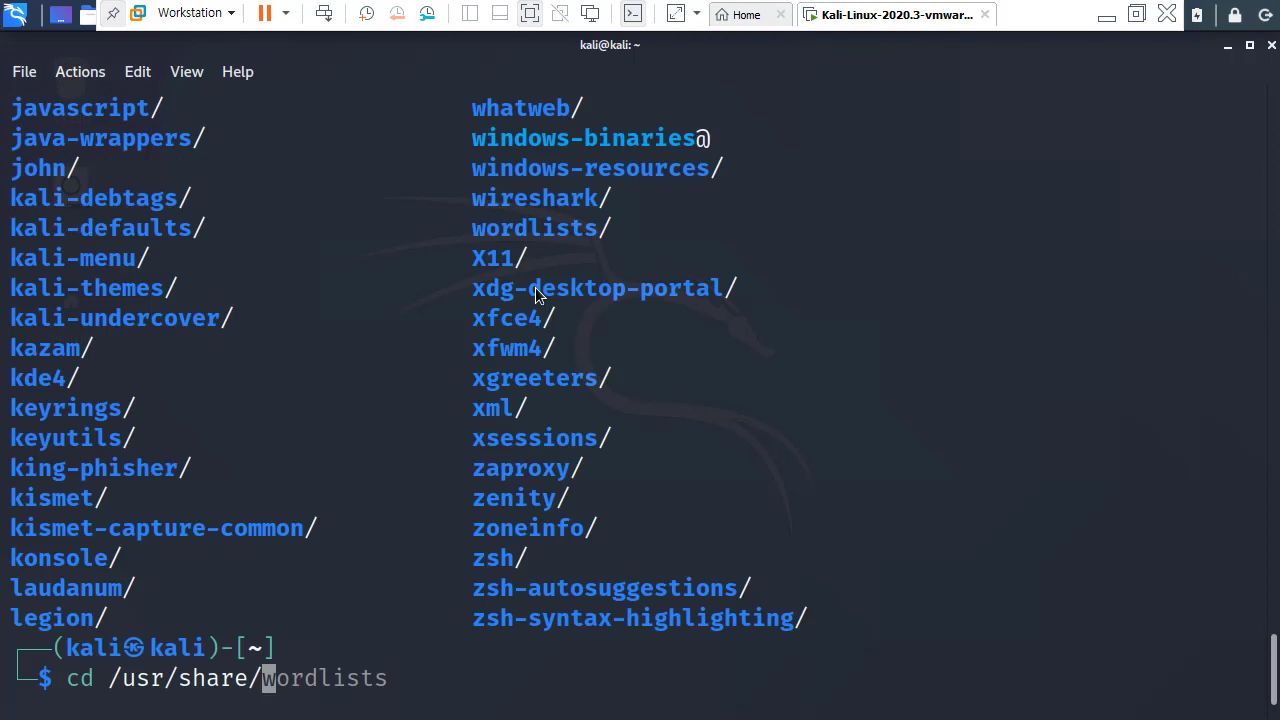 Workstation
Home
Kali-Linux-2020.3-vmwar...
kali@kali: ~
File Actions Edit View Help
javascript/ whatweb/
java-wrappers/ windows-binaries@
john/ windows-resources/
kali-debtags/ wireshark/
kali-defaults/ wordlists/
kali-menu/ X11/
kali-themes/ xdg-desktop-portal/
kali-undercover/ xfce4/
kazam/ xfwm4/
kde4/ xgreeters/
keyrings/ xml/
keyutils/ xsessions/
king-phisher/ zaproxy/
kismet/ zenity/
kismet-capture-common/ zoneinfo/
konsole/ zsh/
laudanum/ zsh-autosuggestions/
legion/ zsh-syntax-highlighting/
┌──(kali㉿kali)-[~]
└─$ cd /usr/share/wordlists